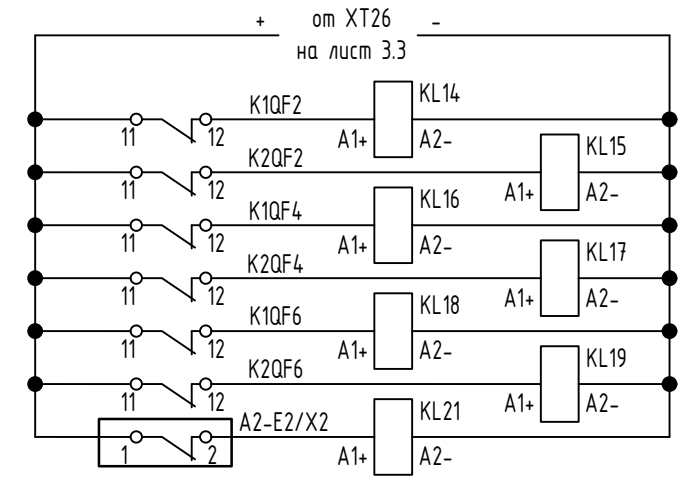 + от XT26 -
на лист 3.3
K1QF2 KL14
11 12 A1+ A2-
K2QF2 KL15
11 12 A1+ A2-
K1QF4 KL16
11 12 A1+ A2-
K2QF4 KL17
11 12 A1+ A2-
K1QF6 KL18
11 12 A1+ A2-
K2QF6 KL19
11 12 A1+ A2-
A2-E2/X2 KL21
1 2 A1+ A2-